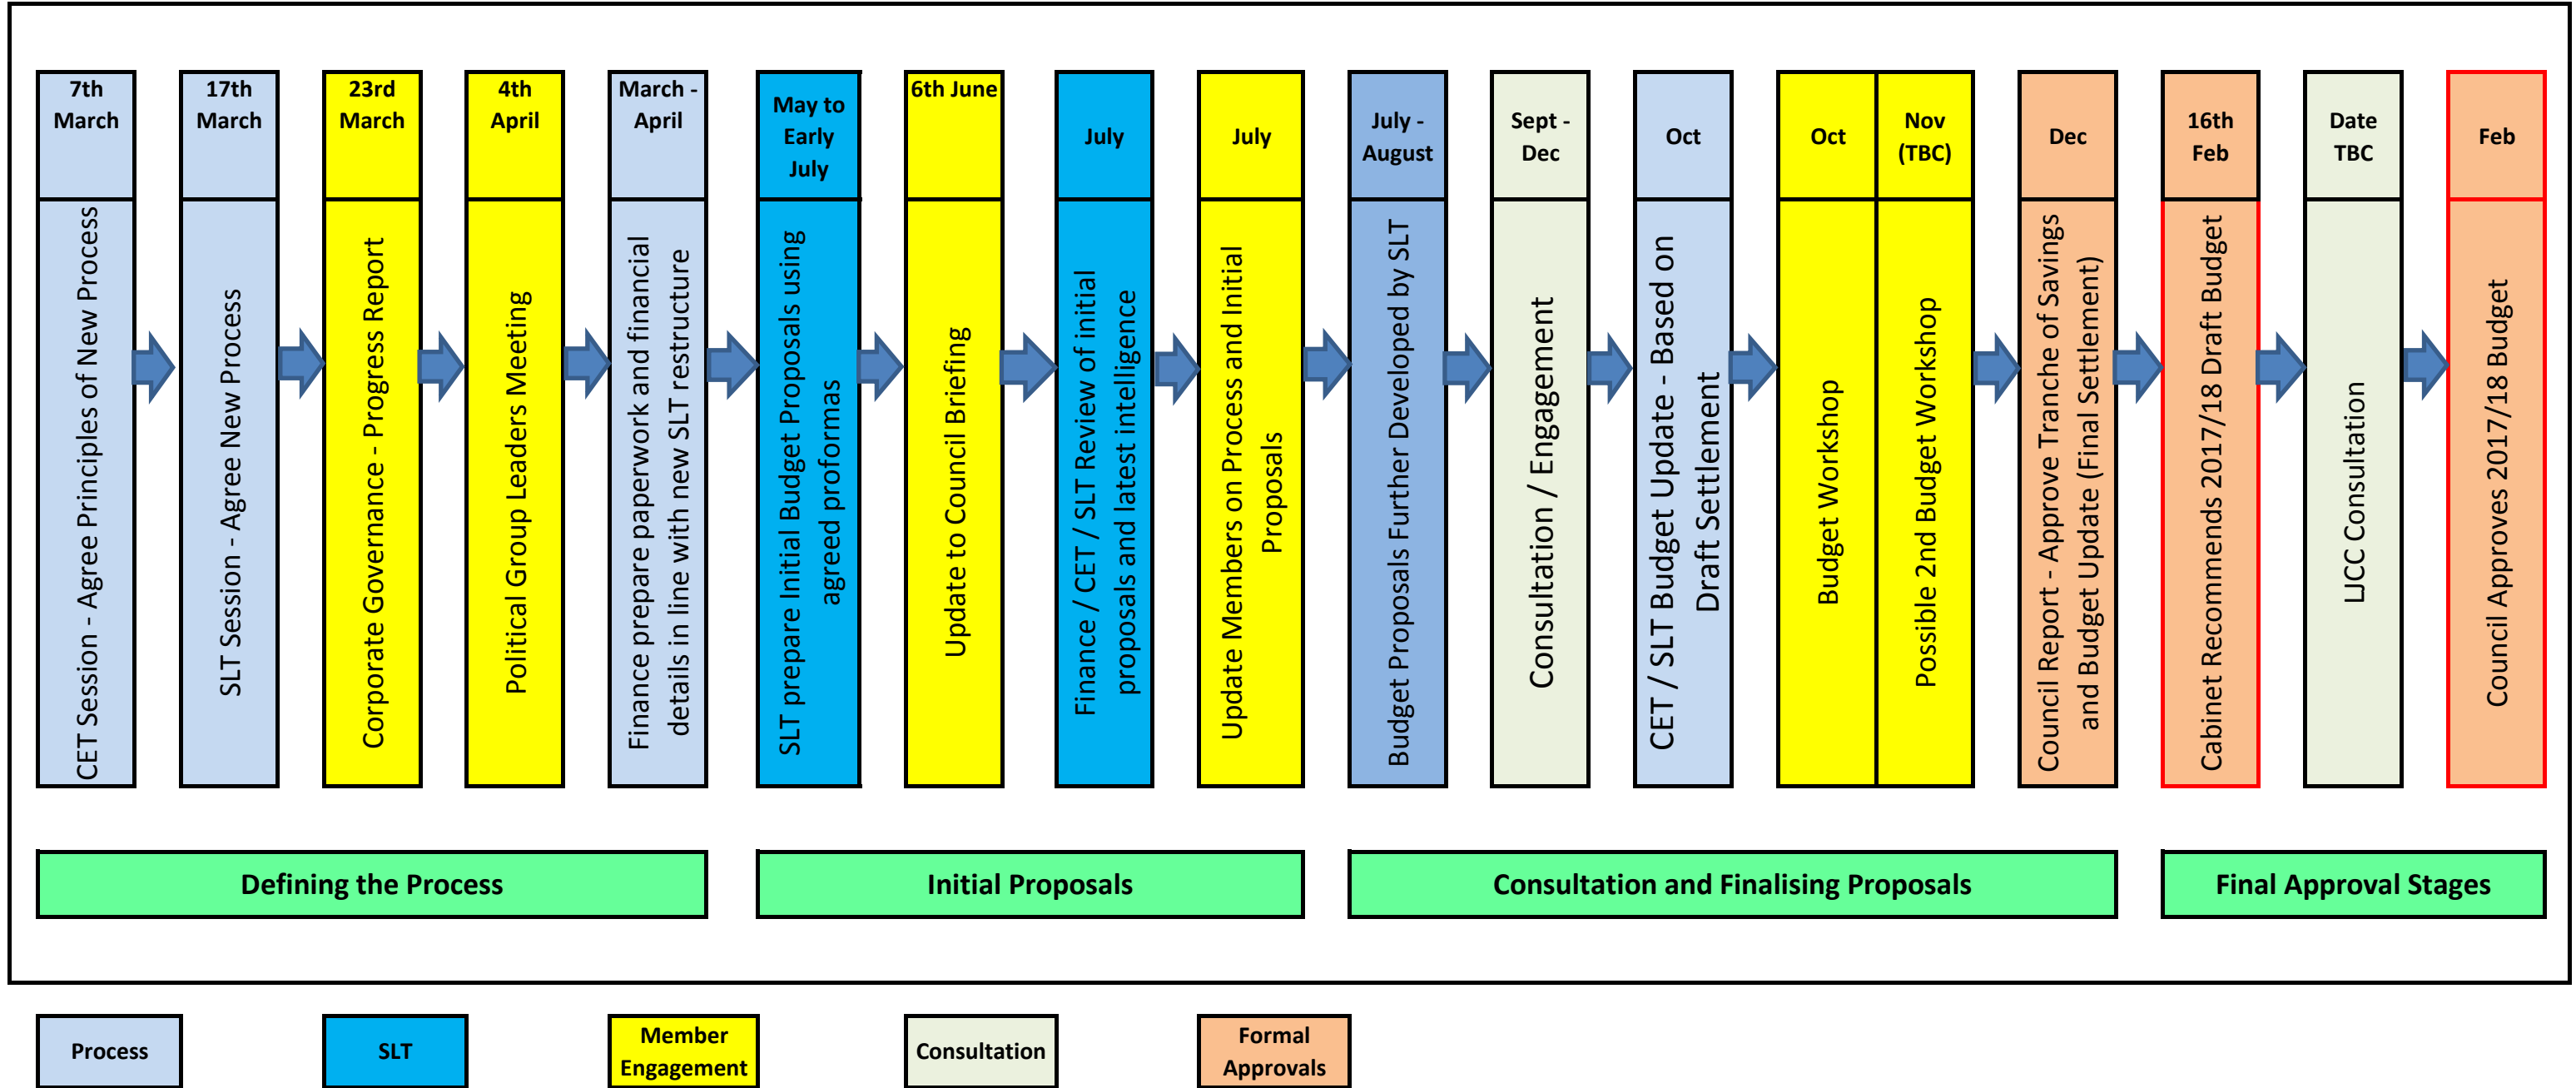 7th
March
CET Session - Agree Principles of New Process
17th
March
SLT Session - Agree New Process
23rd
March
Corporate Governance - Progress Report
4th
April
Political Group Leaders Meeting
March -
April
Finance prepare paperwork and financial
details in line with new SLT restructure
May to
Early
July
SLT prepare Initial Budget Proposals using
agreed proformas
6th June
Update to Council Briefing
July
Finance / CET / SLT Review of initial
proposals and latest intelligence
July
Update Members on Process and Initial
Proposals
July -
August
Budget Proposals Further Developed by SLT
Sept -
Dec
Consultation / Engagement
Oct
CET / SLT Budget Update - Based on
Draft Settlement
Oct
Budget Workshop
Nov
(TBC)
Possible 2nd Budget Workshop
Dec
Council Report - Approve Tranche of Savings
and Budget Update (Final Settlement)
16th
Feb
Cabinet Recommends 2017/18 Draft Budget
Date
TBC
LJCC Consultation
Feb
Council Approves 2017/18 Budget
Defining the Process
Initial Proposals
Consultation and Finalising Proposals
Final Approval Stages
Process
SLT
Member
Engagement
Consultation
Formal
Approvals